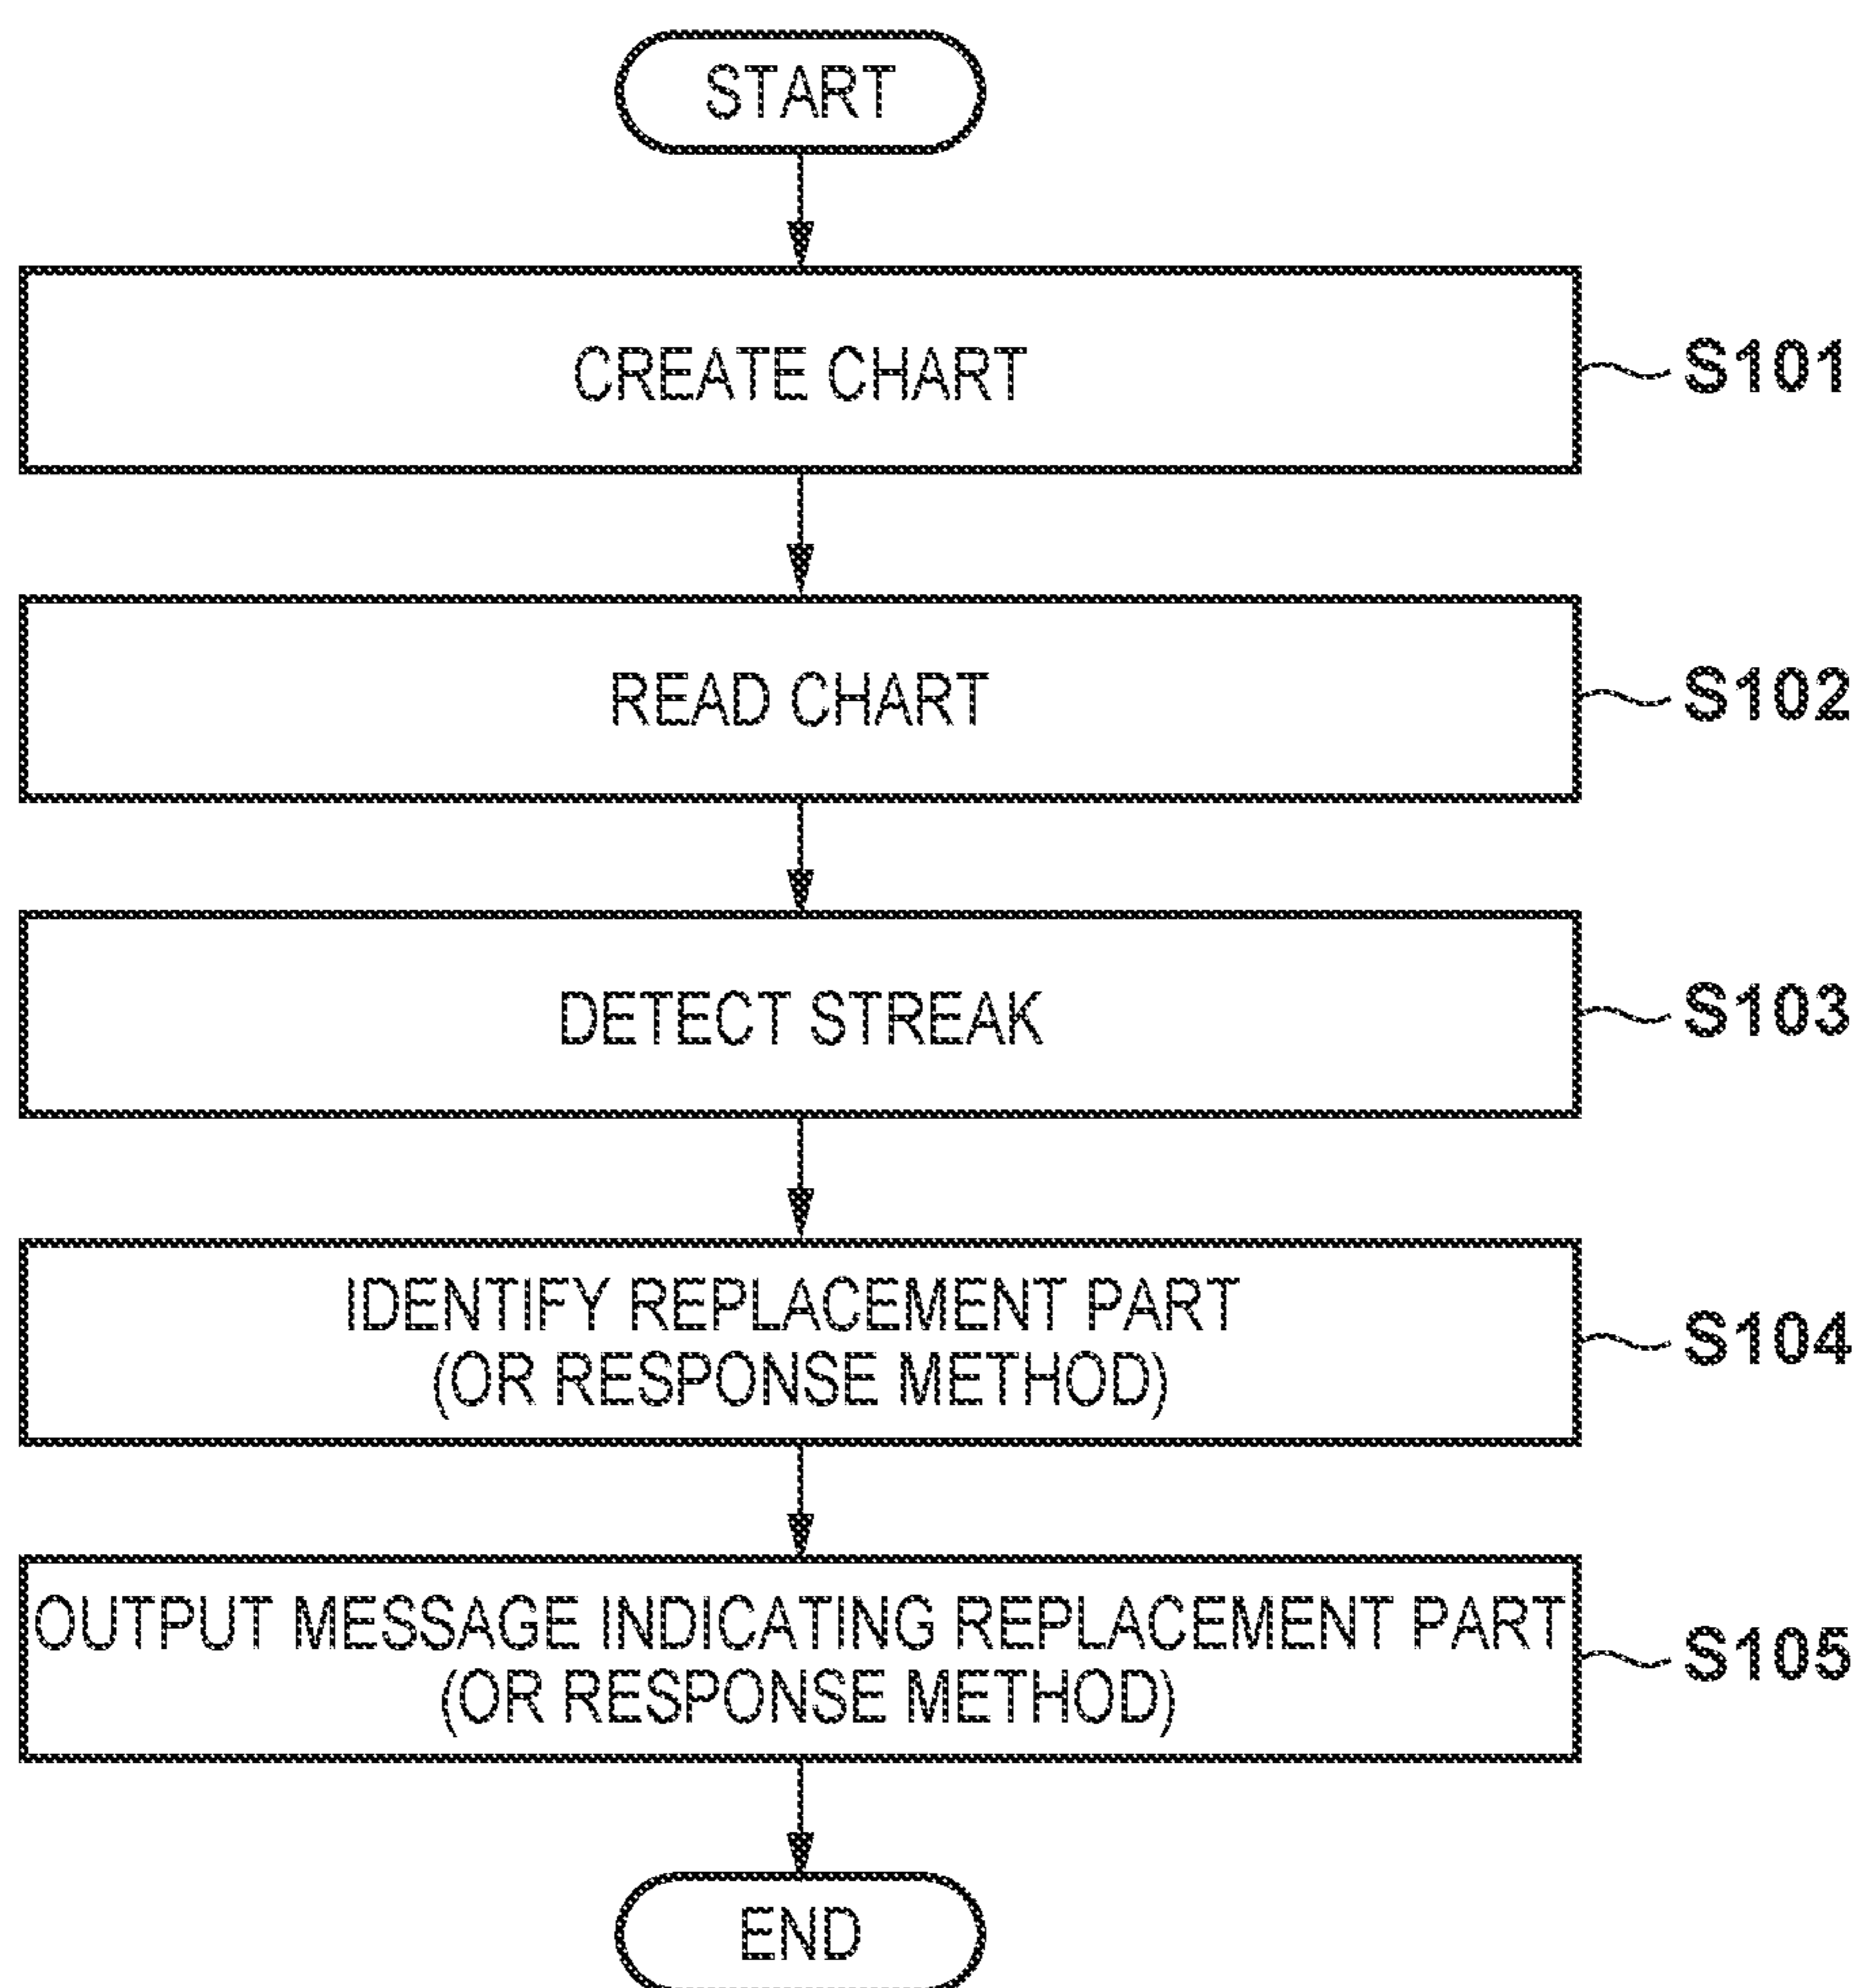 START
CREATE CHART
S101
READ CHART
S102
DETECT STREAK
S103
IDENTIFY REPLACEMENT PART
(OR RESPONSE METHOD)
S104
OUTPUT MESSAGE INDICATING REPLACEMENT PART
(OR RESPONSE METHOD)
S105
END